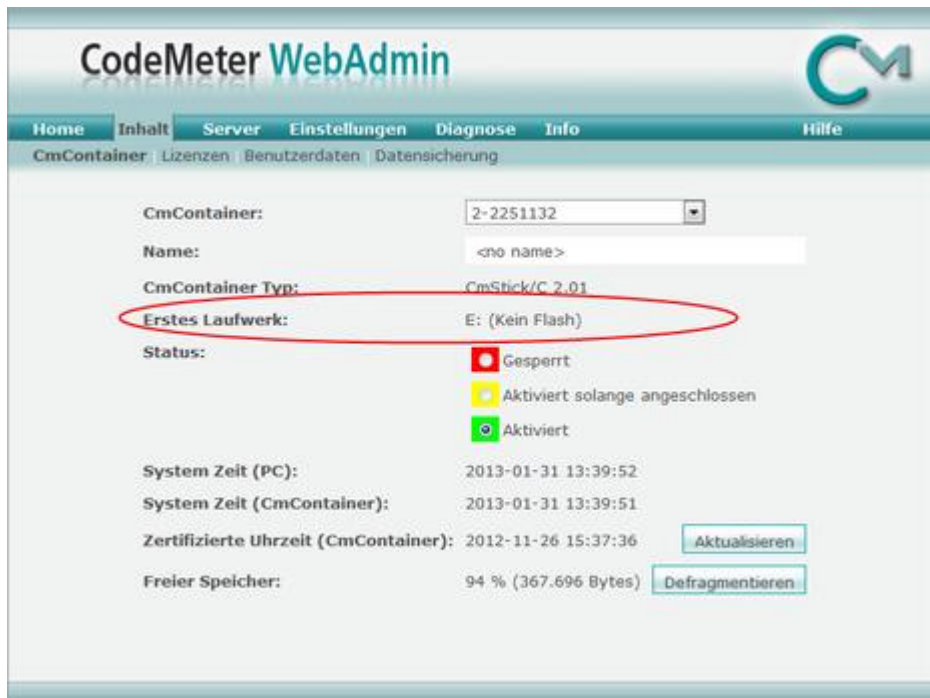 CodeMeter WebAdmin
CM
Home Inhalt Server Einstellungen Diagnose Info Hilfe
CmContainer Lizenzen Benutzerdaten Datensicherung
CmContainer: 2-2251132
Name: <no name>
CmContainer Typ: CmStick/C 2.01
Erstes Laufwerk: E: (Kein Flash)
Status: Gesperrt
Aktiviert solange angeschlossen
Aktiviert
System Zeit (PC): 2013-01-31 13:39:52
System Zeit (CmContainer): 2013-01-31 13:39:51
Zertifizierte Uhrzeit (CmContainer): 2012-11-26 15:37:36 Aktualisieren
Freier Speicher: 94 % (367.696 Bytes) Defragmentieren